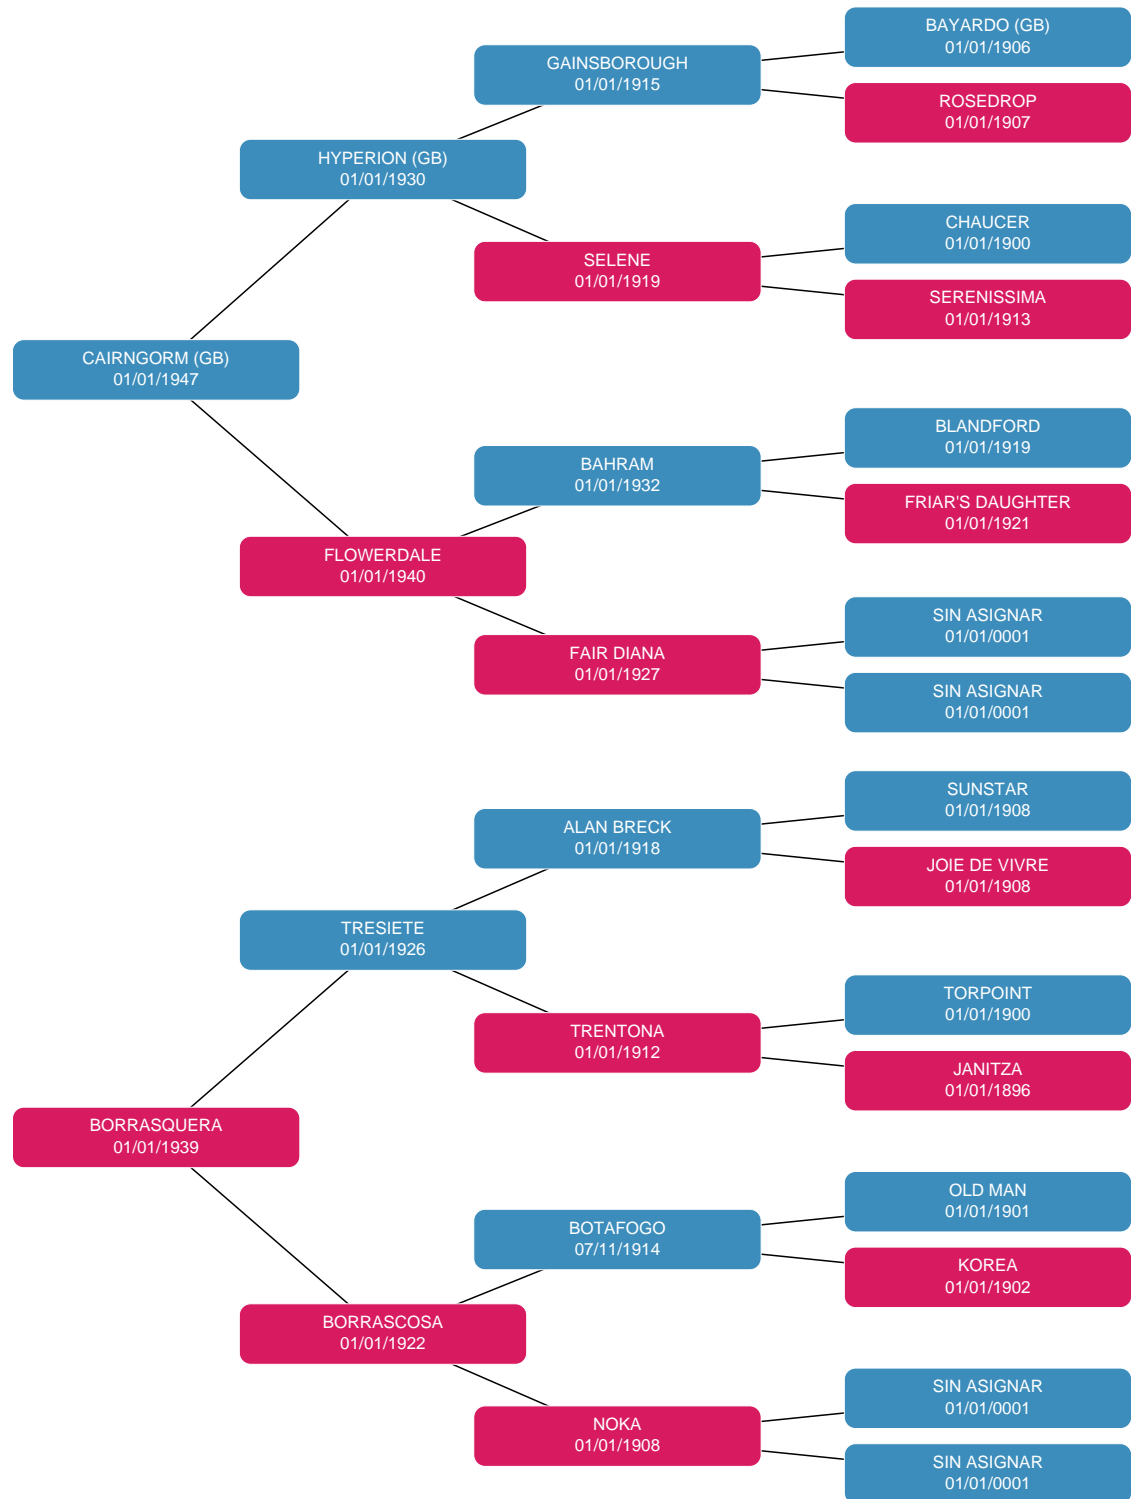 BAYARDO (GB)
01/01/1906
GAINSBOROUGH
01/01/1915
ROSEDROP
01/01/1907
HYPERION (GB)
01/01/1930
CHAUCER
01/01/1900
SELENE
01/01/1919
SERENISSIMA
01/01/1913
CAIRNGORM (GB)
01/01/1947
BLANDFORD
01/01/1919
BAHRAM
01/01/1932
FRIAR'S DAUGHTER
01/01/1921
FLOWERDALE
01/01/1940
SIN ASIGNAR
01/01/0001
FAIR DIANA
01/01/1927
SIN ASIGNAR
01/01/0001
SUNSTAR
01/01/1908
ALAN BRECK
01/01/1918
JOIE DE VIVRE
01/01/1908
TRESIETE
01/01/1926
TORPOINT
01/01/1900
TRENTONA
01/01/1912
JANITZA
01/01/1896
BORRASQUERA
01/01/1939
OLD MAN
01/01/1901
BOTAFOGO
07/11/1914
KOREA
01/01/1902
BORRASCOSA
01/01/1922
SIN ASIGNAR
01/01/0001
NOKA
01/01/1908
SIN ASIGNAR
01/01/0001